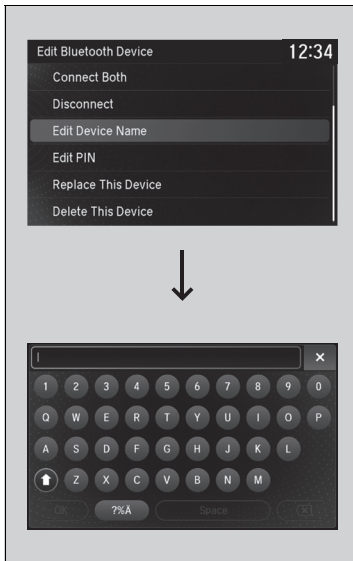 Edit Bluetooth Device 12:34
Connect Both
Disconnect
Edit Device Name
Edit PIN
Replace This Device
Delete This Device
1 2 3 4 5 6 7 8 9 0
Q W E R T Y U I O P
A S D F G H J K L
Z X C V B N M
OK ?%Ä Space